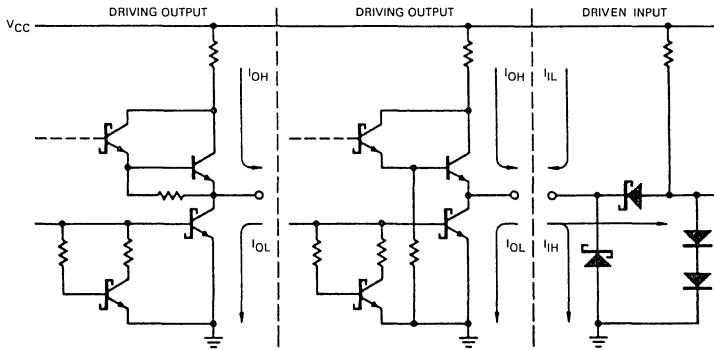 DRIVING OUTPUT
DRIVING OUTPUT
DRIVEN INPUT
VCC
IOH
IOH
IIL
IOL
IOL
IIH